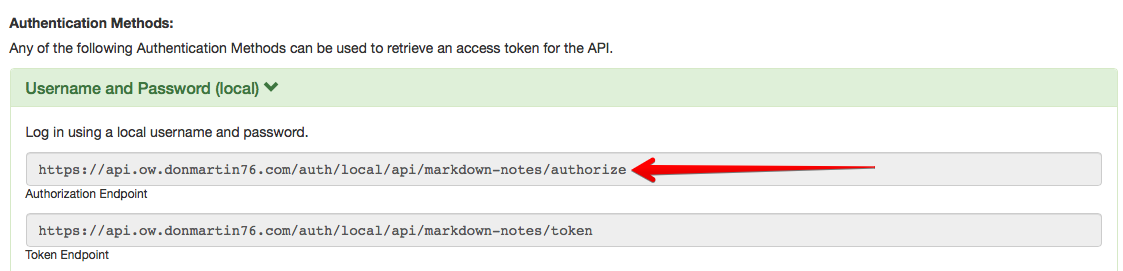 Authentication Methods:
Any of the following Authentication Methods can be used to retrieve an access token for the API.
Username and Password (local)
Log in using a local username and password.
https://api.ow.donmartin76.com/auth/local/api/markdown-notes/authorize
Authorization Endpoint
https://api.ow.donmartin76.com/auth/local/api/markdown-notes/token
Token Endpoint